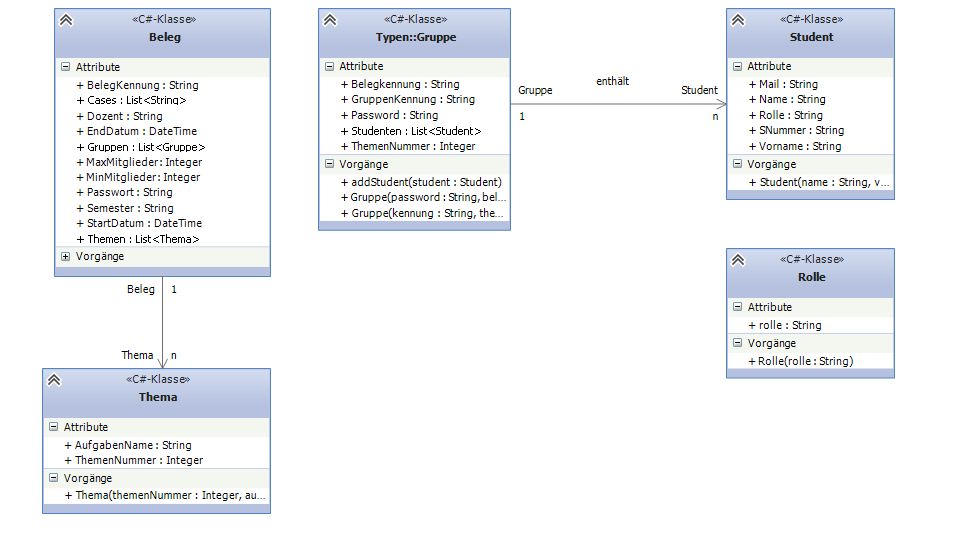 «C#-Klasse»
Beleg
Attribute
+ BelegKennung : String
+ Cases : List<String>
+ Dozent : String
+ EndDatum : DateTime
+ Gruppen : List<Gruppe>
+ MaxMitglieder: Integer
+ MinMitglieder: Integer
+ Passwort : String
+ Semester : String
+ StartDatum : DateTime
+ Themen : List<Thema>
Vorgänge
Beleg 1
Thema n
«C#-Klasse»
Thema
Attribute
+ AufgabenName : String
+ ThemenNummer : Integer
Vorgänge
+ Thema(themenNummer : Integer, au...
«C#-Klasse»
Typen::Gruppe
Attribute
+ Belegkennung : String
+ GruppenKennung : String
+ Password : String
+ Studenten : List<Student>
+ ThemenNummer : Integer
Vorgänge
+ addStudent(student : Student)
+ Gruppe(password : String, bel...
+ Gruppe(kennung : String, the...
enthält
Gruppe Student
1 n
«C#-Klasse»
Student
Attribute
+ Mail : String
+ Name : String
+ Rolle : String
+ SNummer : String
+ Vorname : String
Vorgänge
+ Student(name : String, v...
«C#-Klasse»
Rolle
Attribute
+ rolle : String
Vorgänge
+ Rolle(rolle : String)